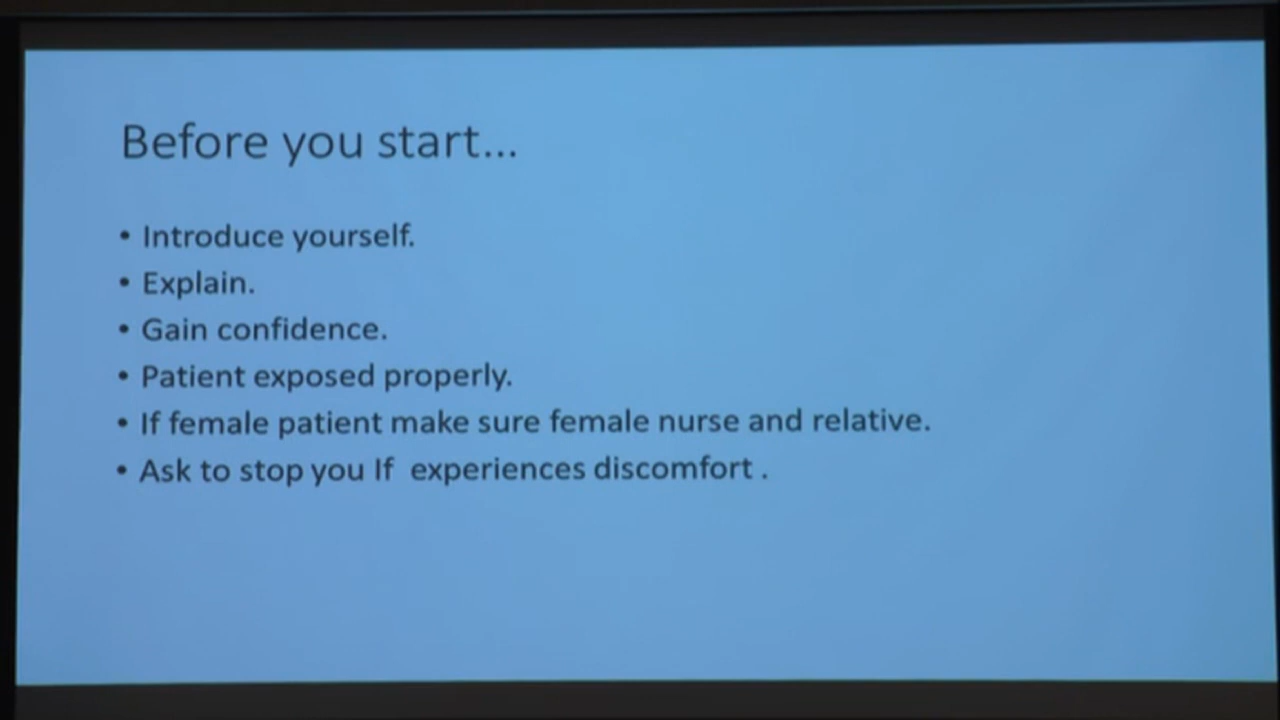 Before you start...
• Introduce yourself.
• Explain.
• Gain confidence.
• Patient exposed properly.
• If female patient make sure female nurse and relative.
• Ask to stop you If  experiences discomfort .